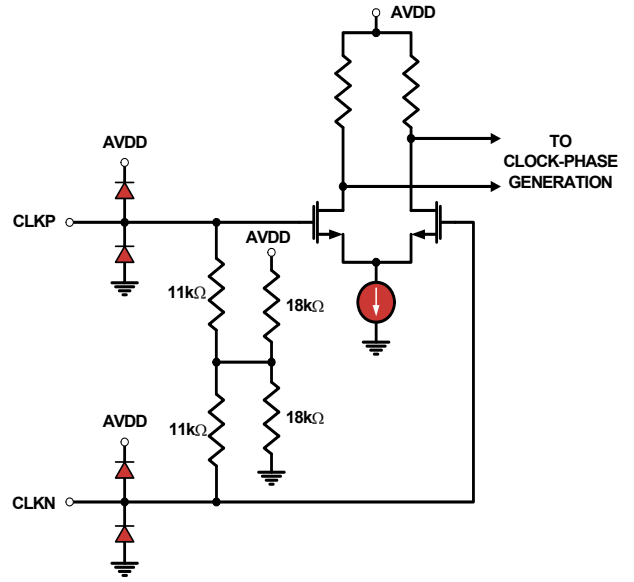 AVDD
TO
CLOCK-PHASE
GENERATION
AVDD
CLKP
AVDD
11kΩ
18kΩ
11kΩ
18kΩ
AVDD
CLKN